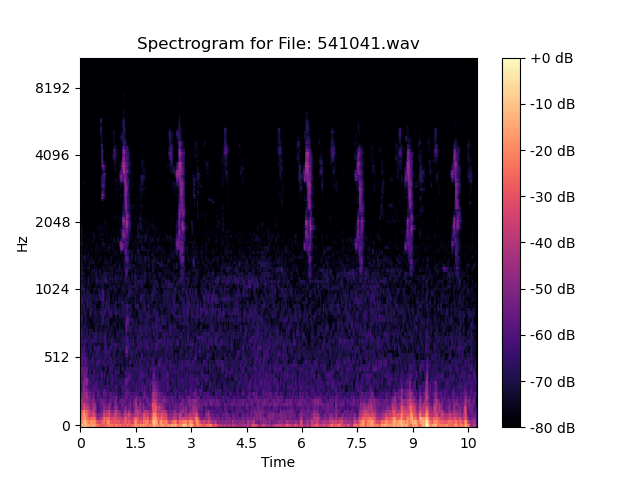 Spectrogram for File: 541041.wav
Hz
8192
4096
2048
1024
512
0
0 1.5 3 4.5 6 7.5 9 10
Time
+0 dB
-10 dB
-20 dB
-30 dB
-40 dB
-50 dB
-60 dB
-70 dB
-80 dB